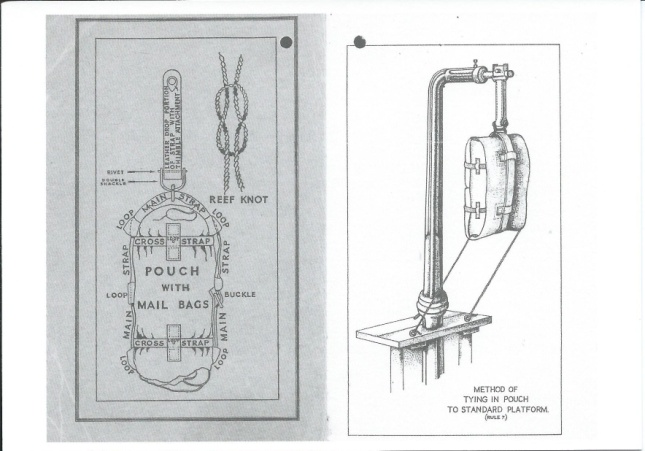 LEATHER DROP PORTION
OF STRAP WITH
THIMBLE ATTACHMENT
RIVET
DOUBLE
SHACKLE
REEF KNOT
MAIN STRAP
LOOP
LOOP
CROSS STRAP
STRAP
STRAP
POUCH
WITH
MAIL BAGS
LOOP
BUCKLE
MAIN
MAIN
CROSS STRAP
LOOP
LOOP
METHOD OF
TYING IN POUCH
TO STANDARD PLATFORM.
(RULE 7)